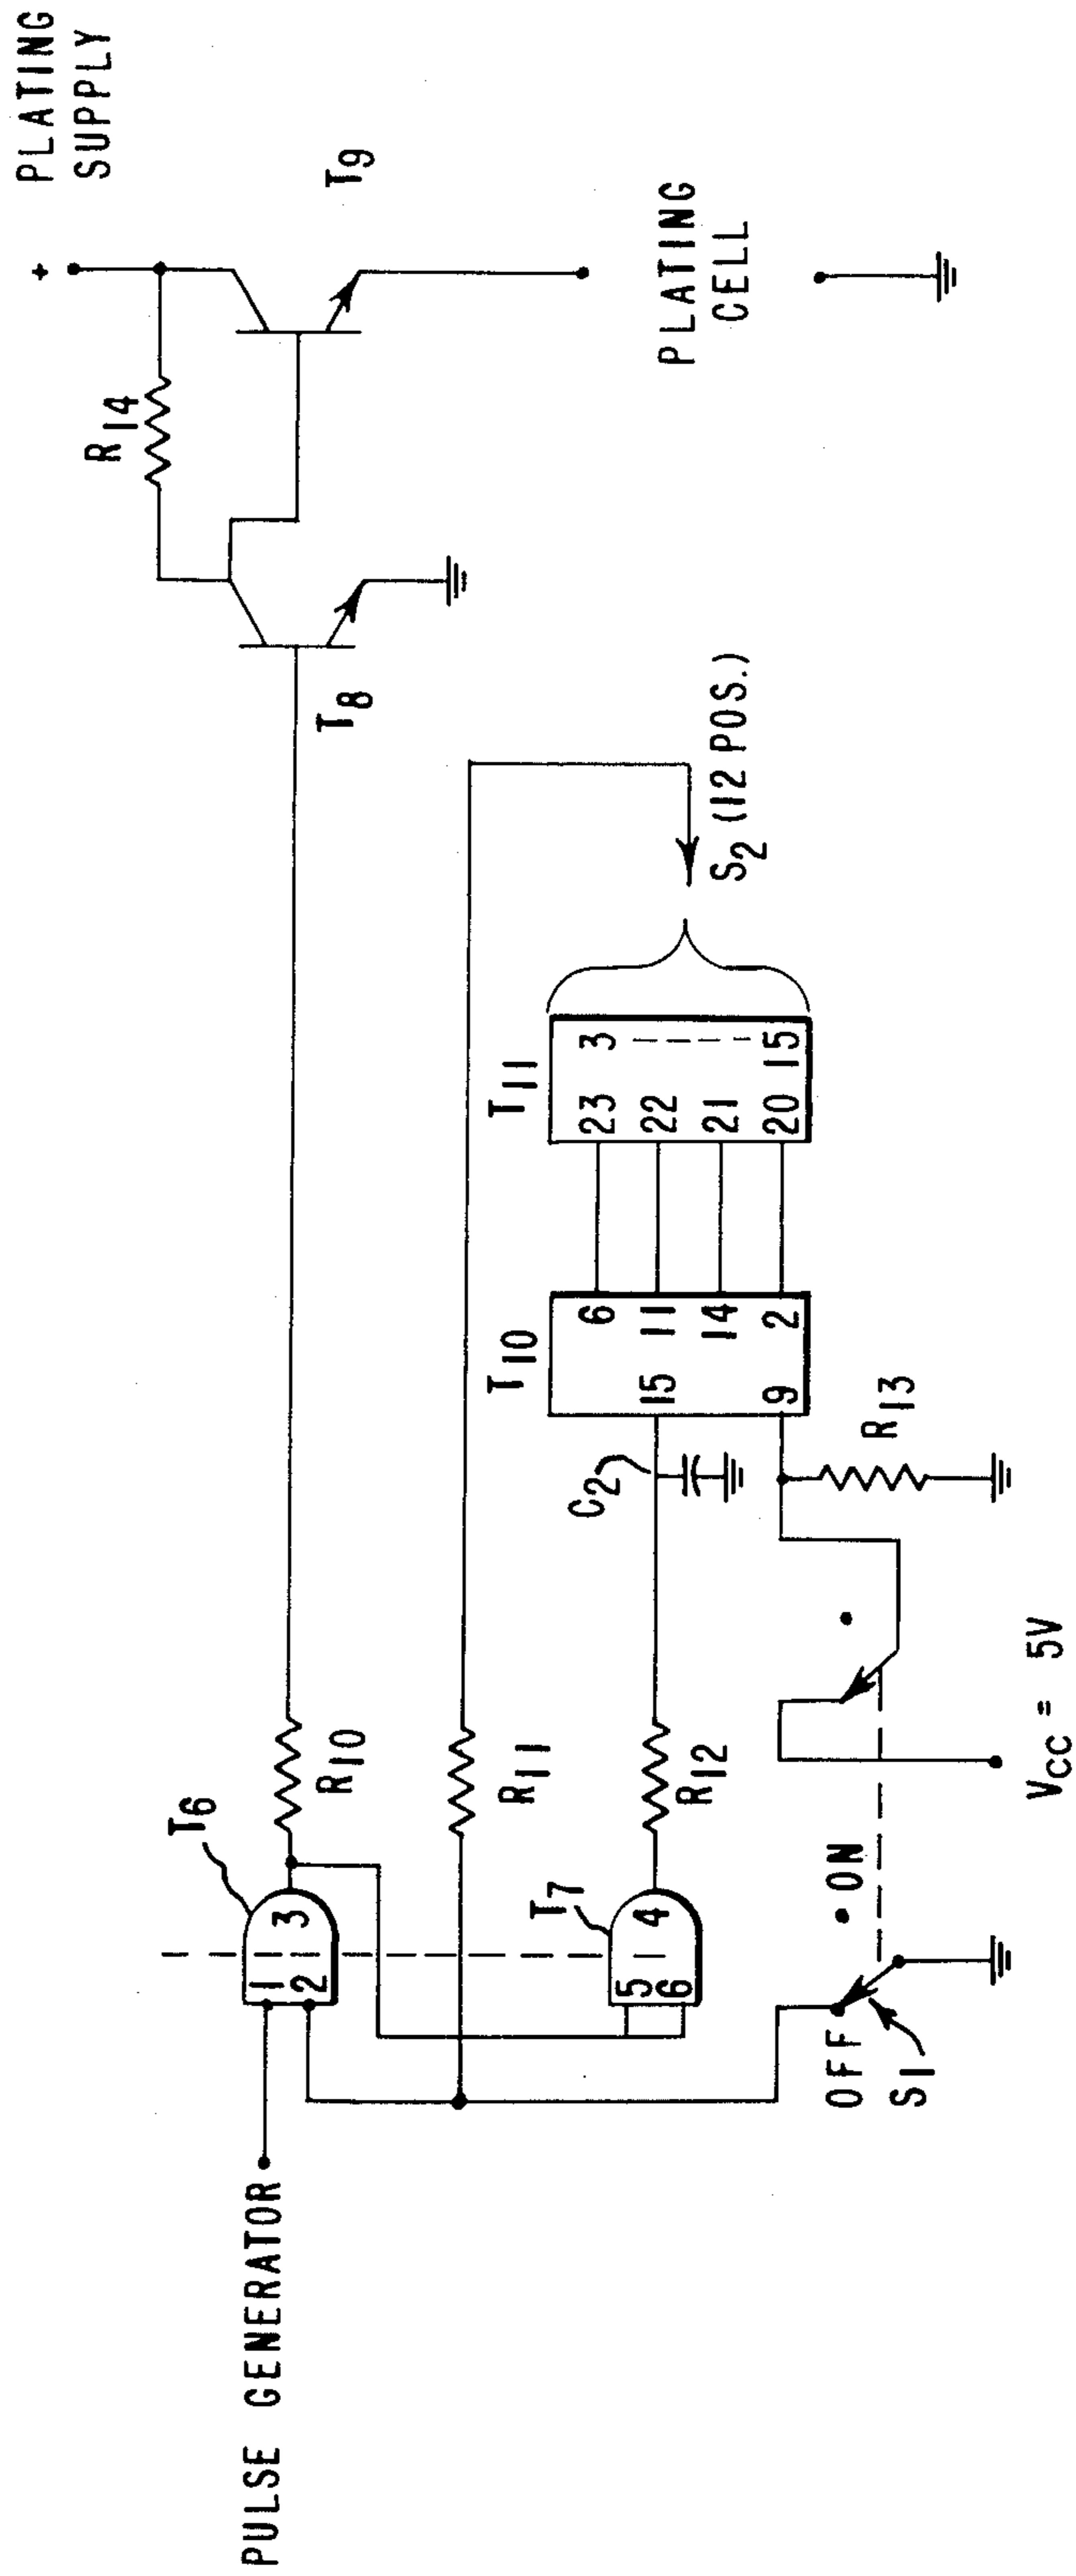 PLATING
SUPPLY
+
R14
T9
T8
PLATING
CELL
T6
1
2
3
R10
PULSE GENERATOR
R11
S2 (12 POS.)
T7
5
6
4
R12
C2
T10
15
9
6
11
14
2
T11
23
22
21
20
3
15
R13
OFF
ON
S1
VCC = 5V